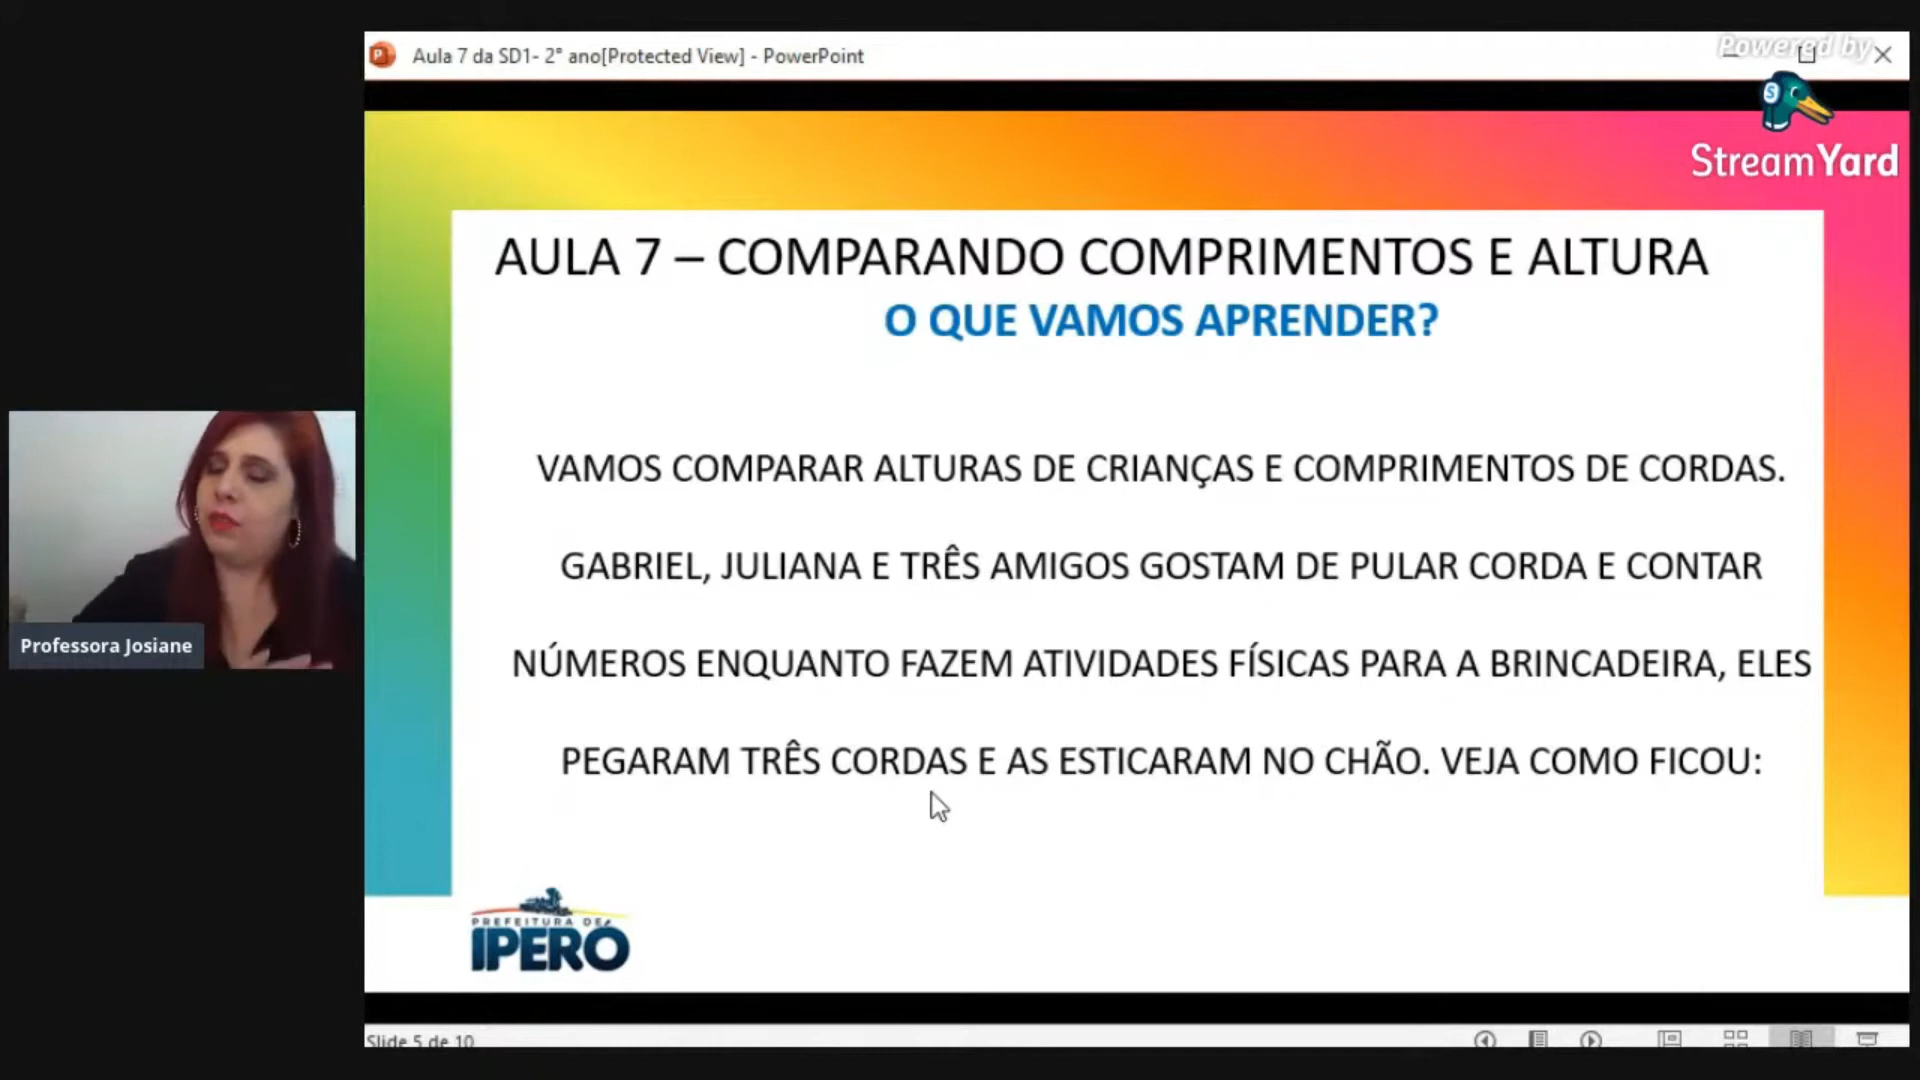 Aula 7 da SD1- 2° ano[Protected View] - PowerPoint
Powered by
StreamYard
AULA 7 – COMPARANDO COMPRIMENTOS E ALTURA
O QUE VAMOS APRENDER?
VAMOS COMPARAR ALTURAS DE CRIANÇAS E COMPRIMENTOS DE CORDAS.
GABRIEL, JULIANA E TRÊS AMIGOS GOSTAM DE PULAR CORDA E CONTAR
NÚMEROS ENQUANTO FAZEM ATIVIDADES FÍSICAS PARA A BRINCADEIRA, ELES
PEGARAM TRÊS CORDAS E AS ESTICARAM NO CHÃO. VEJA COMO FICOU:
Professora Josiane
PREFEITURA DE
IPERÓ
Slide 5 de 10